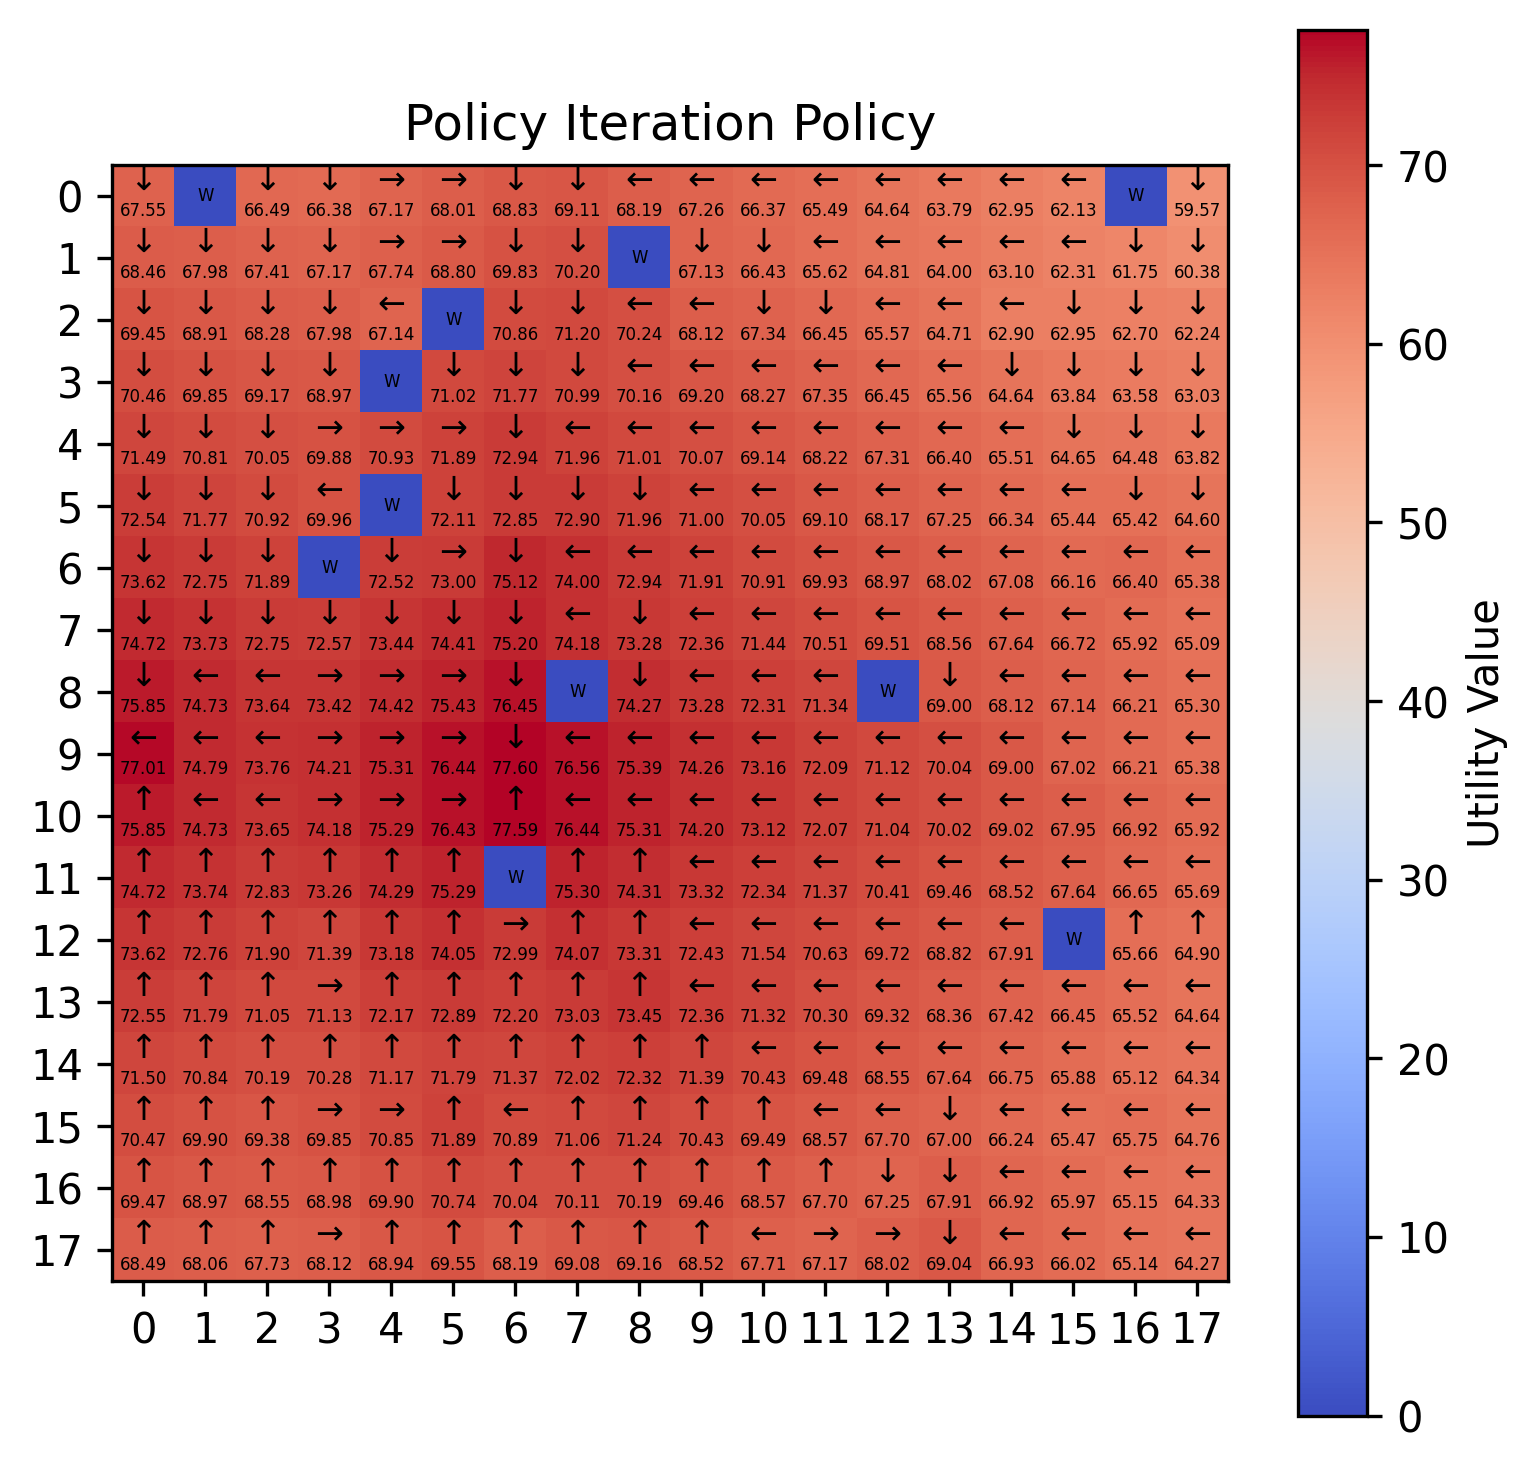 Policy Iteration Policy
0 ↓ W ↓ ↓ → → ↓ ↓ ← ← ← ← ← ← ← ← W ↓
67.55 66.49 66.38 67.17 68.01 68.83 69.11 68.19 67.26 66.37 65.49 64.64 63.79 62.95 62.13 59.57
1 ↓ ↓ ↓ ↓ → → ↓ ↓ W ↓ ↓ ← ← ← ← ← ↓ ↓
68.46 67.98 67.41 67.17 67.74 68.80 69.83 70.20 67.13 66.43 65.62 64.81 64.00 63.10 62.31 61.75 60.38
2 ↓ ↓ ↓ ↓ ← W ↓ ↓ ← ← ↓ ↓ ← ← ← ↓ ↓ ↓
69.45 68.91 68.28 67.98 67.14 70.86 71.20 70.24 68.12 67.34 66.45 65.57 64.71 62.90 62.95 62.70 62.24
3 ↓ ↓ ↓ ↓ W ↓ ↓ ↓ ← ← ← ← ← ← ↓ ↓ ↓ ↓
70.46 69.85 69.17 68.97 71.02 71.77 70.99 70.16 69.20 68.27 67.35 66.45 65.56 64.64 63.84 63.58 63.03
4 ↓ ↓ ↓ → → → ↓ ← ← ← ← ← ← ← ← ↓ ↓ ↓
71.49 70.81 70.05 69.88 70.93 71.89 72.94 71.96 71.01 70.07 69.14 68.22 67.31 66.40 65.51 64.65 64.48 63.82
5 ↓ ↓ ↓ ← W ↓ ↓ ↓ ↓ ← ← ← ← ← ← ← ↓ ↓
72.54 71.77 70.92 69.96 72.11 72.85 72.90 71.96 71.00 70.05 69.10 68.17 67.25 66.34 65.44 65.42 64.60
6 ↓ ↓ ↓ W ↓ → ↓ ← ← ← ← ← ← ← ← ← ← ←
73.62 72.75 71.89 72.52 73.00 75.12 74.00 72.94 71.91 70.91 69.93 68.97 68.02 67.08 66.16 66.40 65.38
7 ↓ ↓ ↓ ↓ ↓ ↓ ↓ ← ↓ ← ← ← ← ← ← ← ← ←
74.72 73.73 72.75 72.57 73.44 74.41 75.20 74.18 73.28 72.36 71.44 70.51 69.51 68.56 67.64 66.72 65.92 65.09
8 ↓ ← ← → → → ↓ W ↓ ← ← ← W ↓ ← ← ← ←
75.85 74.73 73.64 73.42 74.42 75.43 76.45 74.27 73.28 72.31 71.34 69.00 68.12 67.14 66.21 65.30
9 ← ← ← → → → ↓ ← ← ← ← ← ← ← ← ← ← ←
77.01 74.79 73.76 74.21 75.31 76.44 77.60 76.56 75.39 74.26 73.16 72.09 71.12 70.04 69.00 67.02 66.21 65.38
10 ↑ ← ← → → → ↑ ← ← ← ← ← ← ← ← ← ← ←
75.85 74.73 73.65 74.18 75.29 76.43 77.59 76.44 75.31 74.20 73.12 72.07 71.04 70.02 69.02 67.95 66.92 65.92
11 ↑ ↑ ↑ ↑ ↑ ↑ W ↑ ↑ ← ← ← ← ← ← ← ← ←
74.72 73.74 72.83 73.26 74.29 75.29 75.30 74.31 73.32 72.34 71.37 70.41 69.46 68.52 67.64 66.65 65.69
12 ↑ ↑ ↑ ↑ ↑ ↑ → ↑ ↑ ← ← ← ← ← ← W ↑ ↑
73.62 72.76 71.90 71.39 73.18 74.05 72.99 74.07 73.31 72.43 71.54 70.63 69.72 68.82 67.91 65.66 64.90
13 ↑ ↑ ↑ → ↑ ↑ ↑ ↑ ↑ ← ← ← ← ← ← ← ← ←
72.55 71.79 71.05 71.13 72.17 72.89 72.20 73.03 73.45 72.36 71.32 70.30 69.32 68.36 67.42 66.45 65.52 64.64
14 ↑ ↑ ↑ ↑ ↑ ↑ ↑ ↑ ↑ ↑ ← ← ← ← ← ← ← ←
71.50 70.84 70.19 70.28 71.17 71.79 71.37 72.02 72.32 71.39 70.43 69.48 68.55 67.64 66.75 65.88 65.12 64.34
15 ↑ ↑ ↑ → → ↑ ← ↑ ↑ ↑ ↑ ← ← ↓ ← ← ← ←
70.47 69.90 69.38 69.85 70.85 71.89 70.89 71.06 71.24 70.43 69.49 68.57 67.70 67.00 66.24 65.47 65.75 64.76
16 ↑ ↑ ↑ ↑ ↑ ↑ ↑ ↑ ↑ ↑ ↑ ↑ ↓ ↓ ← ← ← ←
69.47 68.97 68.55 68.98 69.90 70.74 70.04 70.11 70.19 69.46 68.57 67.70 67.25 67.91 66.92 65.97 65.15 64.33
17 ↑ ↑ ↑ → ↑ ↑ ↑ ↑ ↑ ↑ ← → → ↓ ← ← ← ←
68.49 68.06 67.73 68.12 68.94 69.55 68.19 69.08 69.16 68.52 67.71 67.17 68.02 69.04 66.93 66.02 65.14 64.27
0 1 2 3 4 5 6 7 8 9 10 11 12 13 14 15 16 17
70
60
50
40
30
20
10
0
Utility Value